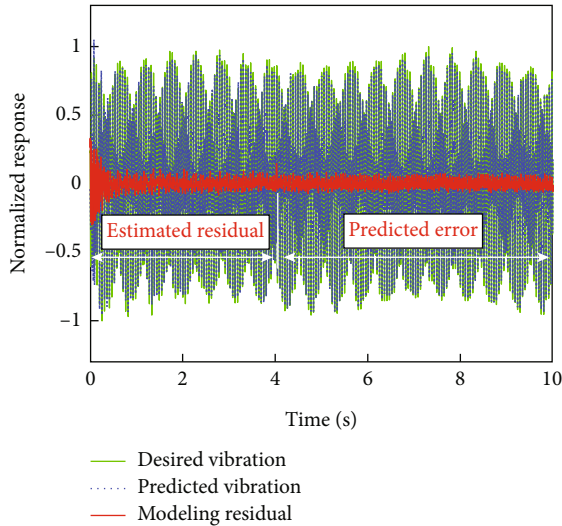 Normalized response
1
0.5
0
−0.5
−1
Estimated residual
Predicted error
0 2 4 6 8 10
Time (s)
Desired vibration
Predicted vibration
Modeling residual